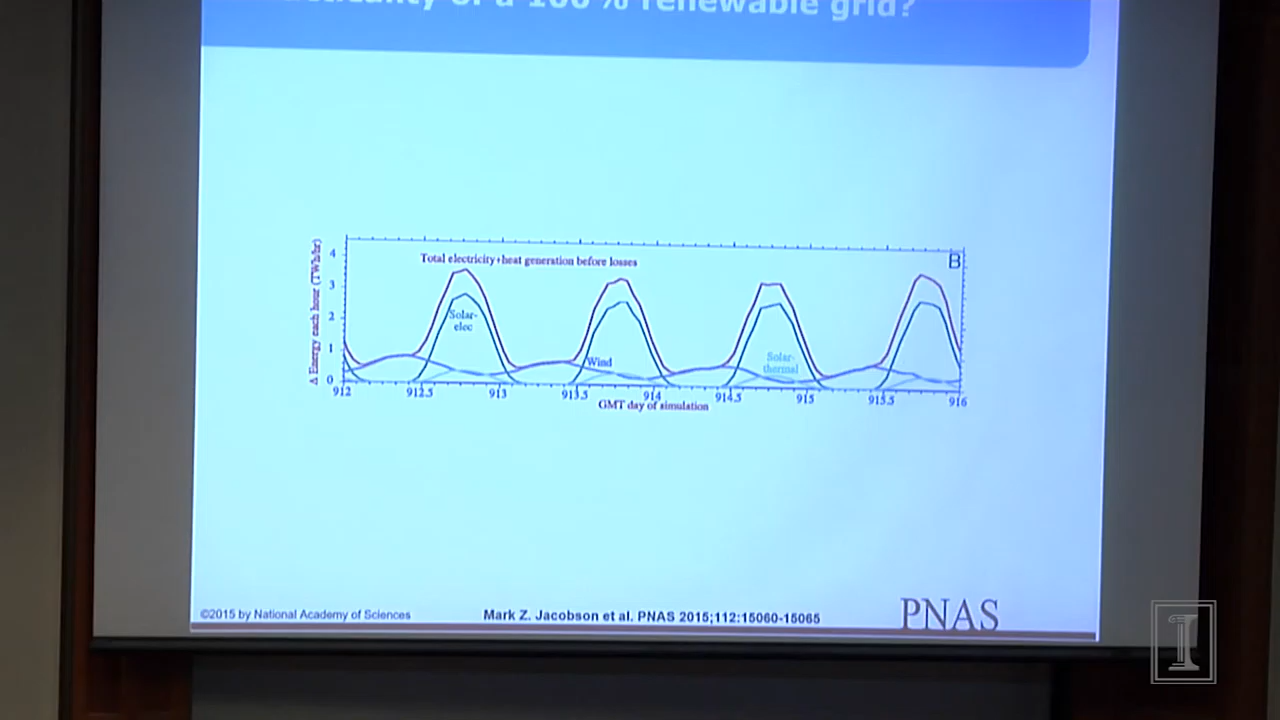 of a 100 % renewable grid?
Total electricity+heat generation before losses
B
Δ Energy each hour (TWh/hr)
4
3
2
1
0
Solar-
elec
Wind
Solar-
thermal
912 912.5 913 913.5 914 914.5 915 915.5 916
GMT day of simulation
©2015 by National Academy of Sciences
Mark Z. Jacobson et al. PNAS 2015;112:15060-15065
PNAS
I